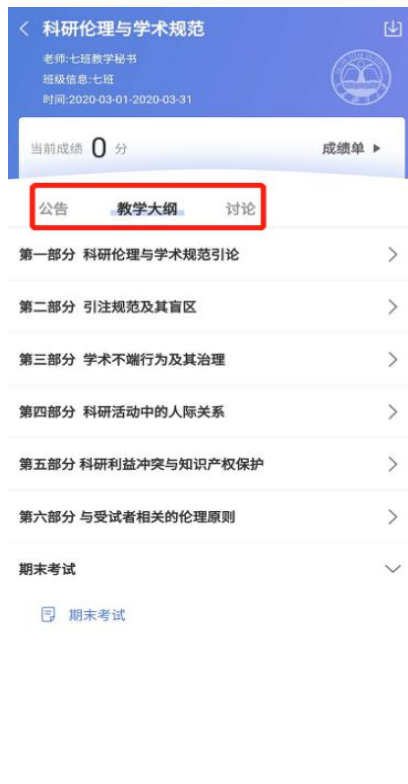 科研伦理与学术规范
老师:七班教学秘书
班级信息:七班
时间:2020-03-01-2020-03-31
当前成绩 0 分 成绩单
公告 教学大纲 讨论
第一部分 科研伦理与学术规范引论
第二部分 引注规范及其盲区
第三部分 学术不端行为及其治理
第四部分 科研活动中的人际关系
第五部分 科研利益冲突与知识产权保护
第六部分 与受试者相关的伦理原则
期末考试
期末考试